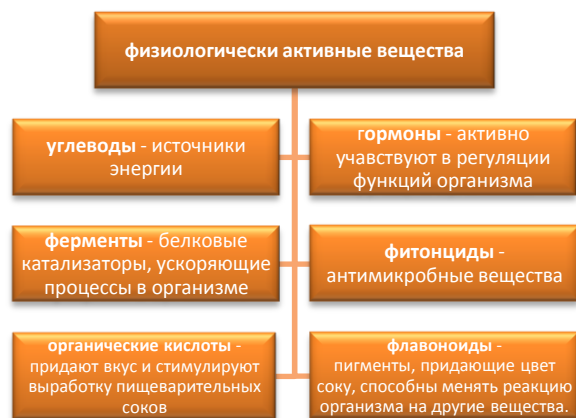 физиологически активные вещества
углеводы - источники
энергии
гормоны - активно
учавствуют в регуляции
функций организма
ферменты - белковые
катализаторы, ускоряющие
процессы в организме
фитонциды -
антимикробные вещества
органические кислоты -
придают вкус и стимулируют
выработку пищеварительных
соков
флавоноиды -
пигменты, придающие цвет
соку, способны менять реакцию
организма на другие вещества.